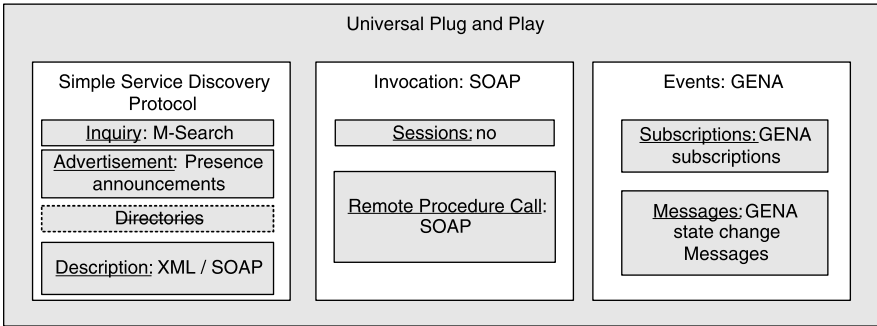 Universal Plug and Play
Simple Service Discovery
Protocol
Inquiry: M-Search
Advertisement: Presence
announcements
Directories
Description: XML / SOAP
Invocation: SOAP
Sessions: no
Remote Procedure Call:
SOAP
Events: GENA
Subscriptions: GENA
subscriptions
Messages: GENA
state change
Messages